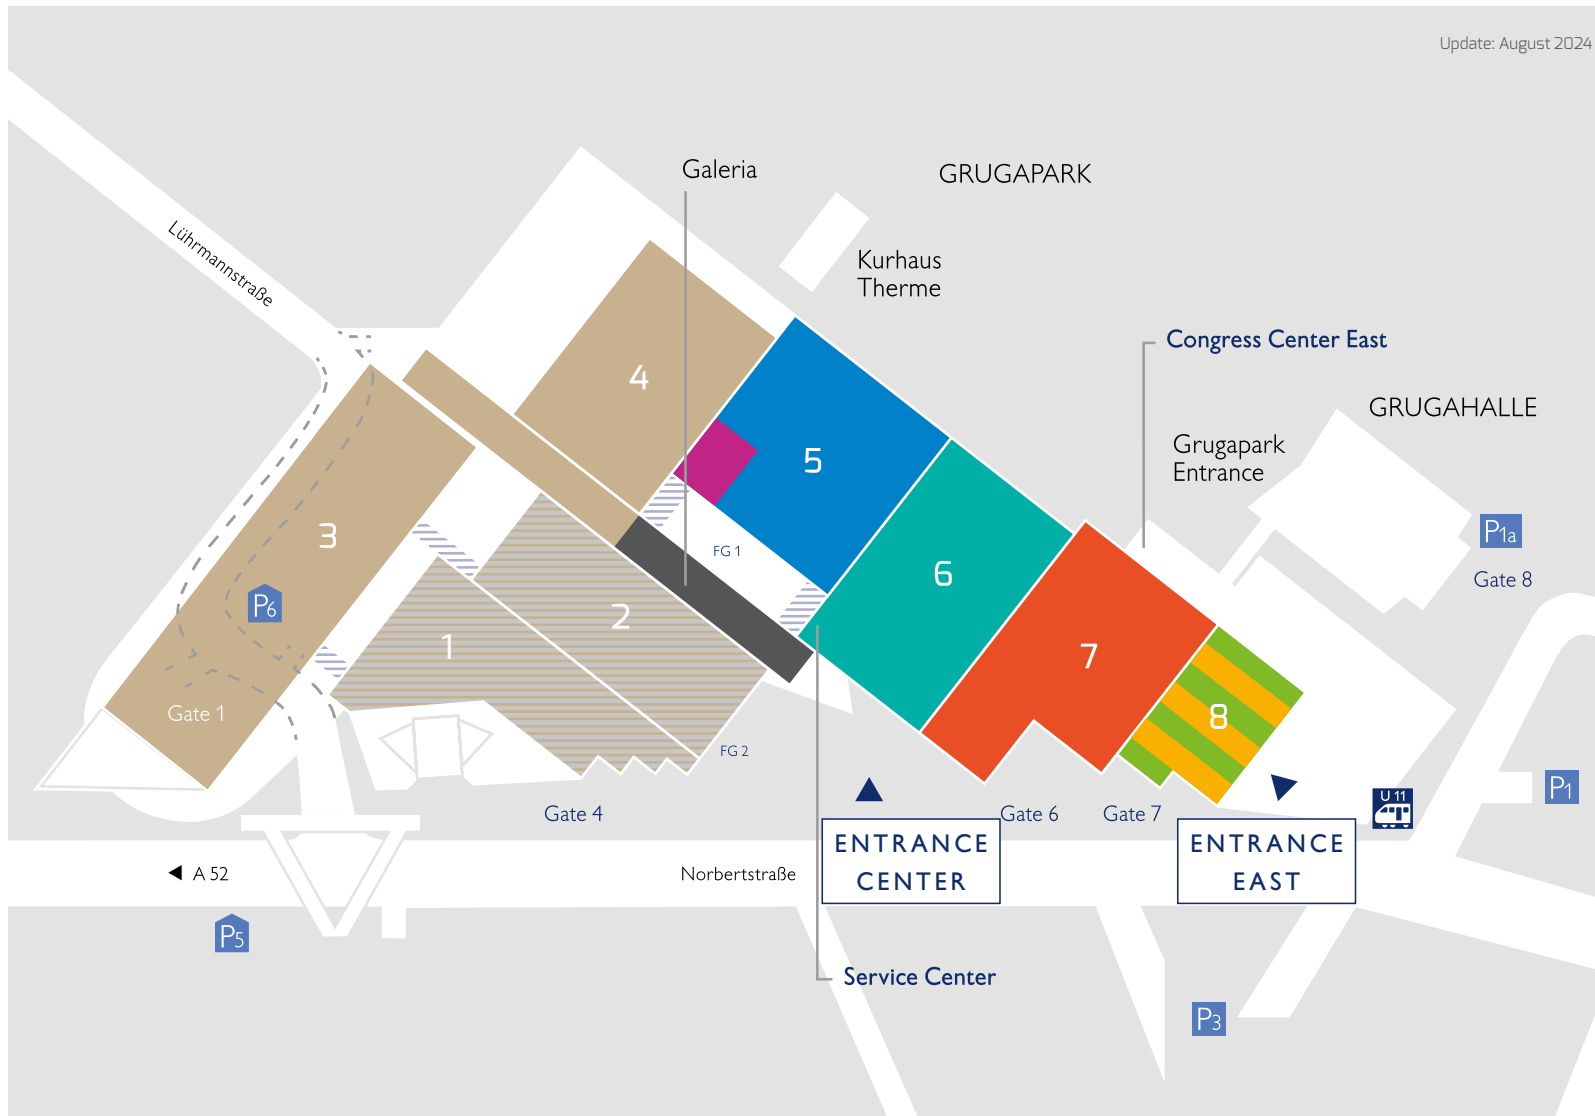 Update: August 2024
Galeria
GRUGAPARK
Lührmannstraße
Kurhaus
Therme
Congress Center East
4
GRUGAHALLE
5
Grugapark
Entrance
3
P1a
FG 1
6
Gate 8
P6
2
1
7
Gate 1
8
FG 2
P1
U 11
Gate 4
Gate 6
Gate 7
ENTRANCE
CENTER
ENTRANCE
EAST
A 52
Norbertstraße
P5
Service Center
P3